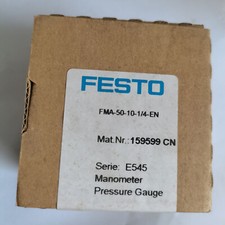 FESTO
FMA-50-10-1/4-EN
Mat.Nr.: 159599 CN
Serie: E545
Manometer
Pressure Gauge